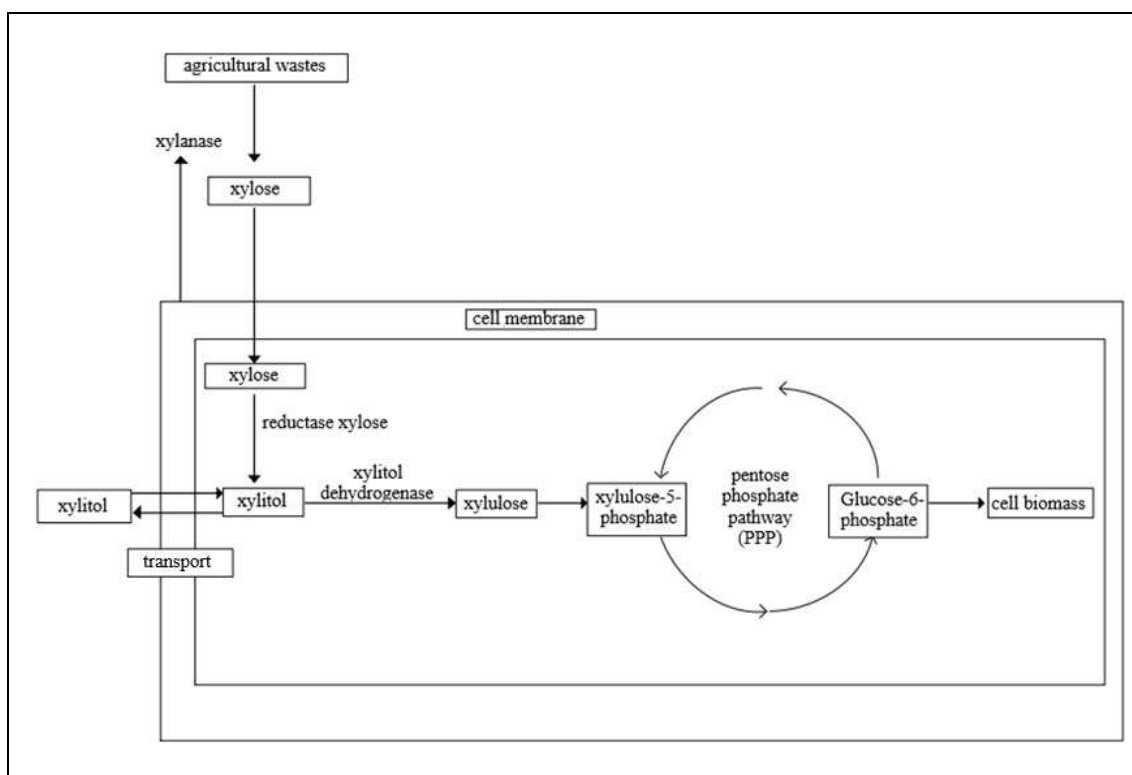 agricultural wastes
xylanase
xylose
cell membrane
xylose
reductase xylose
xylitol
xylitol
xylitol
dehydrogenase
xylulose
xylulose-5-
phosphate
pentose
phosphate
pathway
(PPP)
Glucose-6-
phosphate
cell biomass
transport